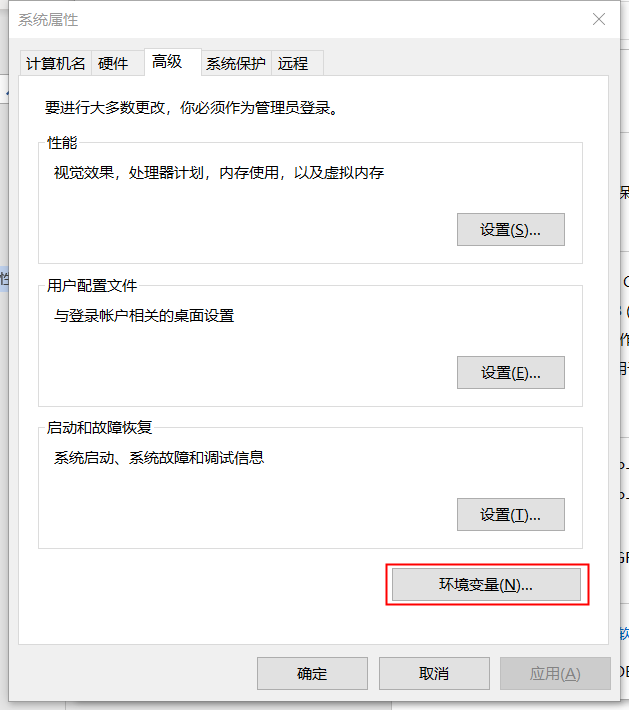 系统属性
计算机名 硬件 高级 系统保护 远程
要进行大多数更改，你必须作为管理员登录。
性能
视觉效果，处理器计划，内存使用，以及虚拟内存
设置(S)...
用户配置文件
与登录帐户相关的桌面设置
设置(E)...
启动和故障恢复
系统启动、系统故障和调试信息
设置(T)...
环境变量(N)...
确定 取消 应用(A)